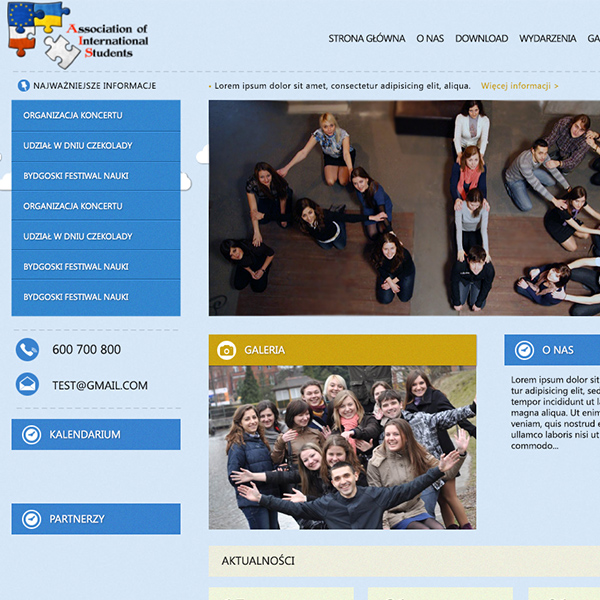 Association of
International
Students
STRONA GŁÓWNA O NAS DOWNLOAD WYDARZENIA GA
NAJWAŻNIEJSZE INFORMACJE
- Lorem ipsum dolor sit amet, consectetur adipisicing elit, aliqua. Więcej informacji >
ORGANIZACJA KONCERTU
UDZIAŁ W DNIU CZEKOLADY
BYDGOSKI FESTIWAL NAUKI
ORGANIZACJA KONCERTU
UDZIAŁ W DNIU CZEKOLADY
BYDGOSKI FESTIWAL NAUKI
BYDGOSKI FESTIWAL NAUKI
600 700 800
TEST@GMAIL.COM
KALENDARIUM
PARTNERZY
GALERIA
O NAS
Lorem ipsum dolor sit
tur adipisicing elit, sed
tempor incididunt ut l
magna aliqua. Ut enim
veniam, quis nostrud e
ullamco laboris nisi ut
commodo...
AKTUALNOŚCI